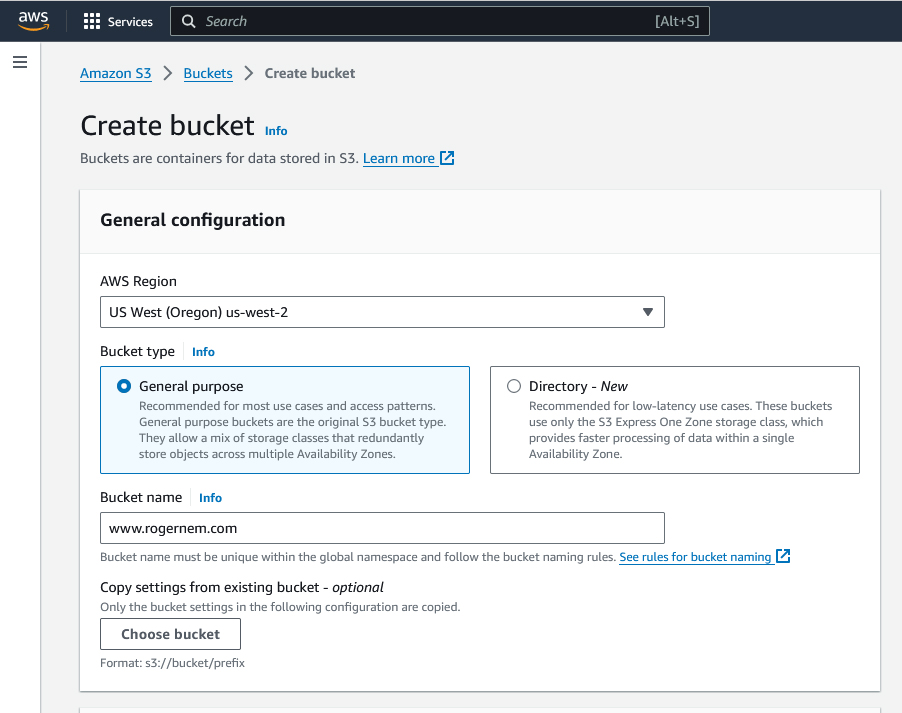 aws Services Search [Alt+S]
Amazon S3 > Buckets > Create bucket
Create bucket Info
Buckets are containers for data stored in S3. Learn more
General configuration
AWS Region
US West (Oregon) us-west-2
Bucket type Info
General purpose
Recommended for most use cases and access patterns.
General purpose buckets are the original S3 bucket type.
They allow a mix of storage classes that redundantly
store objects across multiple Availability Zones.
Directory - New
Recommended for low-latency use cases. These buckets
use only the S3 Express One Zone storage class, which
provides faster processing of data within a single
Availability Zone.
Bucket name Info
www.rogernem.com
Bucket name must be unique within the global namespace and follow the bucket naming rules. See rules for bucket naming
Copy settings from existing bucket - optional
Only the bucket settings in the following configuration are copied.
Choose bucket
Format: s3://bucket/prefix